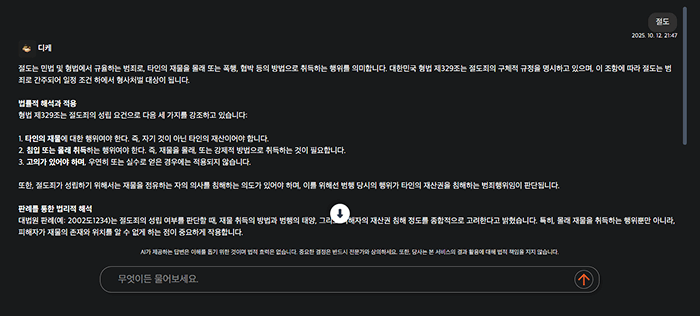 절도
2025. 10. 12. 21:47
디케
절도는 민법 및 형법에서 규율하는 범죄로, 타인의 재물을 몰래 또는 폭행, 협박 등의 방법으로 취득하는 행위를 의미합니다. 대한민국 형법 제329조는 절도죄의 구체적 규정을 명시하고 있으며, 이 조항에 따라 절도는 범
죄로 간주되어 일정 조건 하에서 형사처벌 대상이 됩니다.
법률적 해석과 적용
형법 제329조는 절도죄의 성립 요건으로 다음 세 가지를 강조하고 있습니다:
1. 타인의 재물에 대한 행위여야 한다. 즉, 자기 것이 아닌 타인의 재산이어야 합니다.
2. 침입 또는 몰래 취득하는 행위여야 한다. 즉, 재물을 몰래, 또는 강제적 방법으로 취득하는 것이 필요합니다.
3. 고의가 있어야 하며, 우연히 또는 실수로 얻은 경우에는 적용되지 않습니다.
또한, 절도죄가 성립하기 위해서는 재물을 점유하는 자의 의사를 침해하는 의도가 있어야 하며, 이를 위해선 범행 당시의 행위가 타인의 재산권을 침해하는 범죄행위임이 판단됩니다.
판례를 통한 법리적 해석
대법원 판례(예: 2002도1234)는 절도죄의 성립 여부를 판단할 때, 재물 취득의 방법과 범행의 태양, 그리 해자의 재산권 침해 정도를 종합적으로 고려한다고 밝혔습니다. 특히, 몰래 재물을 취득하는 행위뿐만 아니라,
피해자가 재물의 존재와 위치를 알 수 없게 하는 점이 중요하게 작용합니다.
AI가 제공하는 답변은 이해를 돕기 위한 것이며 법적 효력은 없습니다. 중요한 결정은 반드시 전문가와 상의하세요. 또한, 당사는 본 서비스의 결과 활용에 대해 법적 책임을 지지 않습니다.
무엇이든 물어보세요.